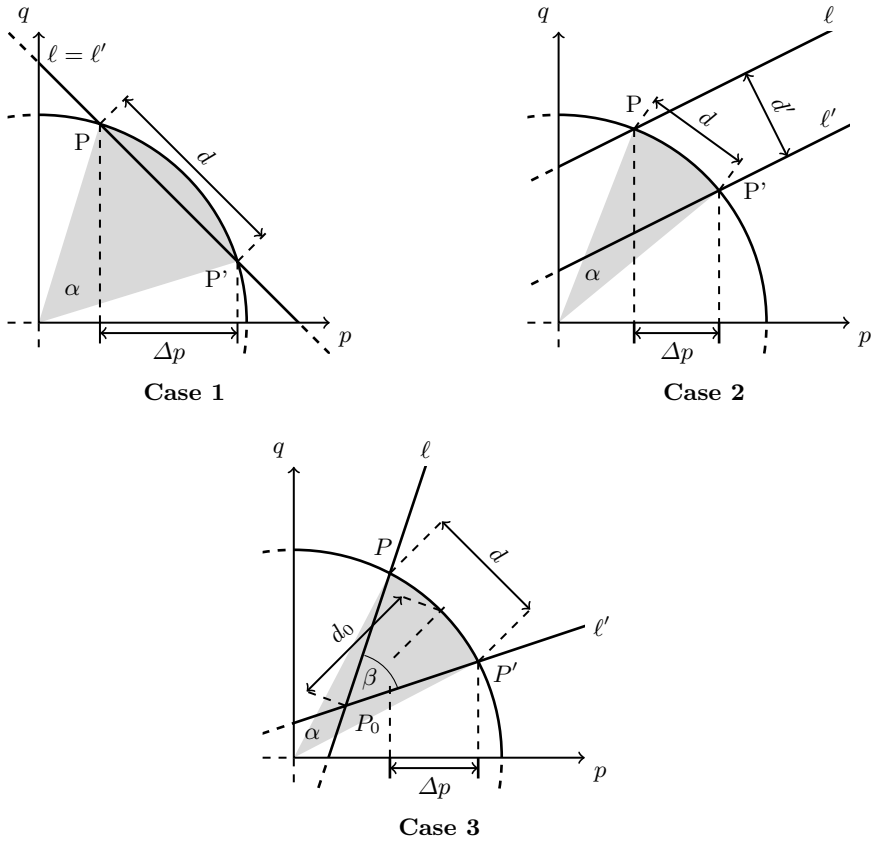 q
ℓ = ℓ′
P
d
P'
α
p
Δp
Case 1
q
ℓ
P
d
d′
ℓ′
P'
α
p
Δp
Case 2
q
ℓ
P
d
d₀
ℓ′
β
P′
P₀
α
p
Δp
Case 3